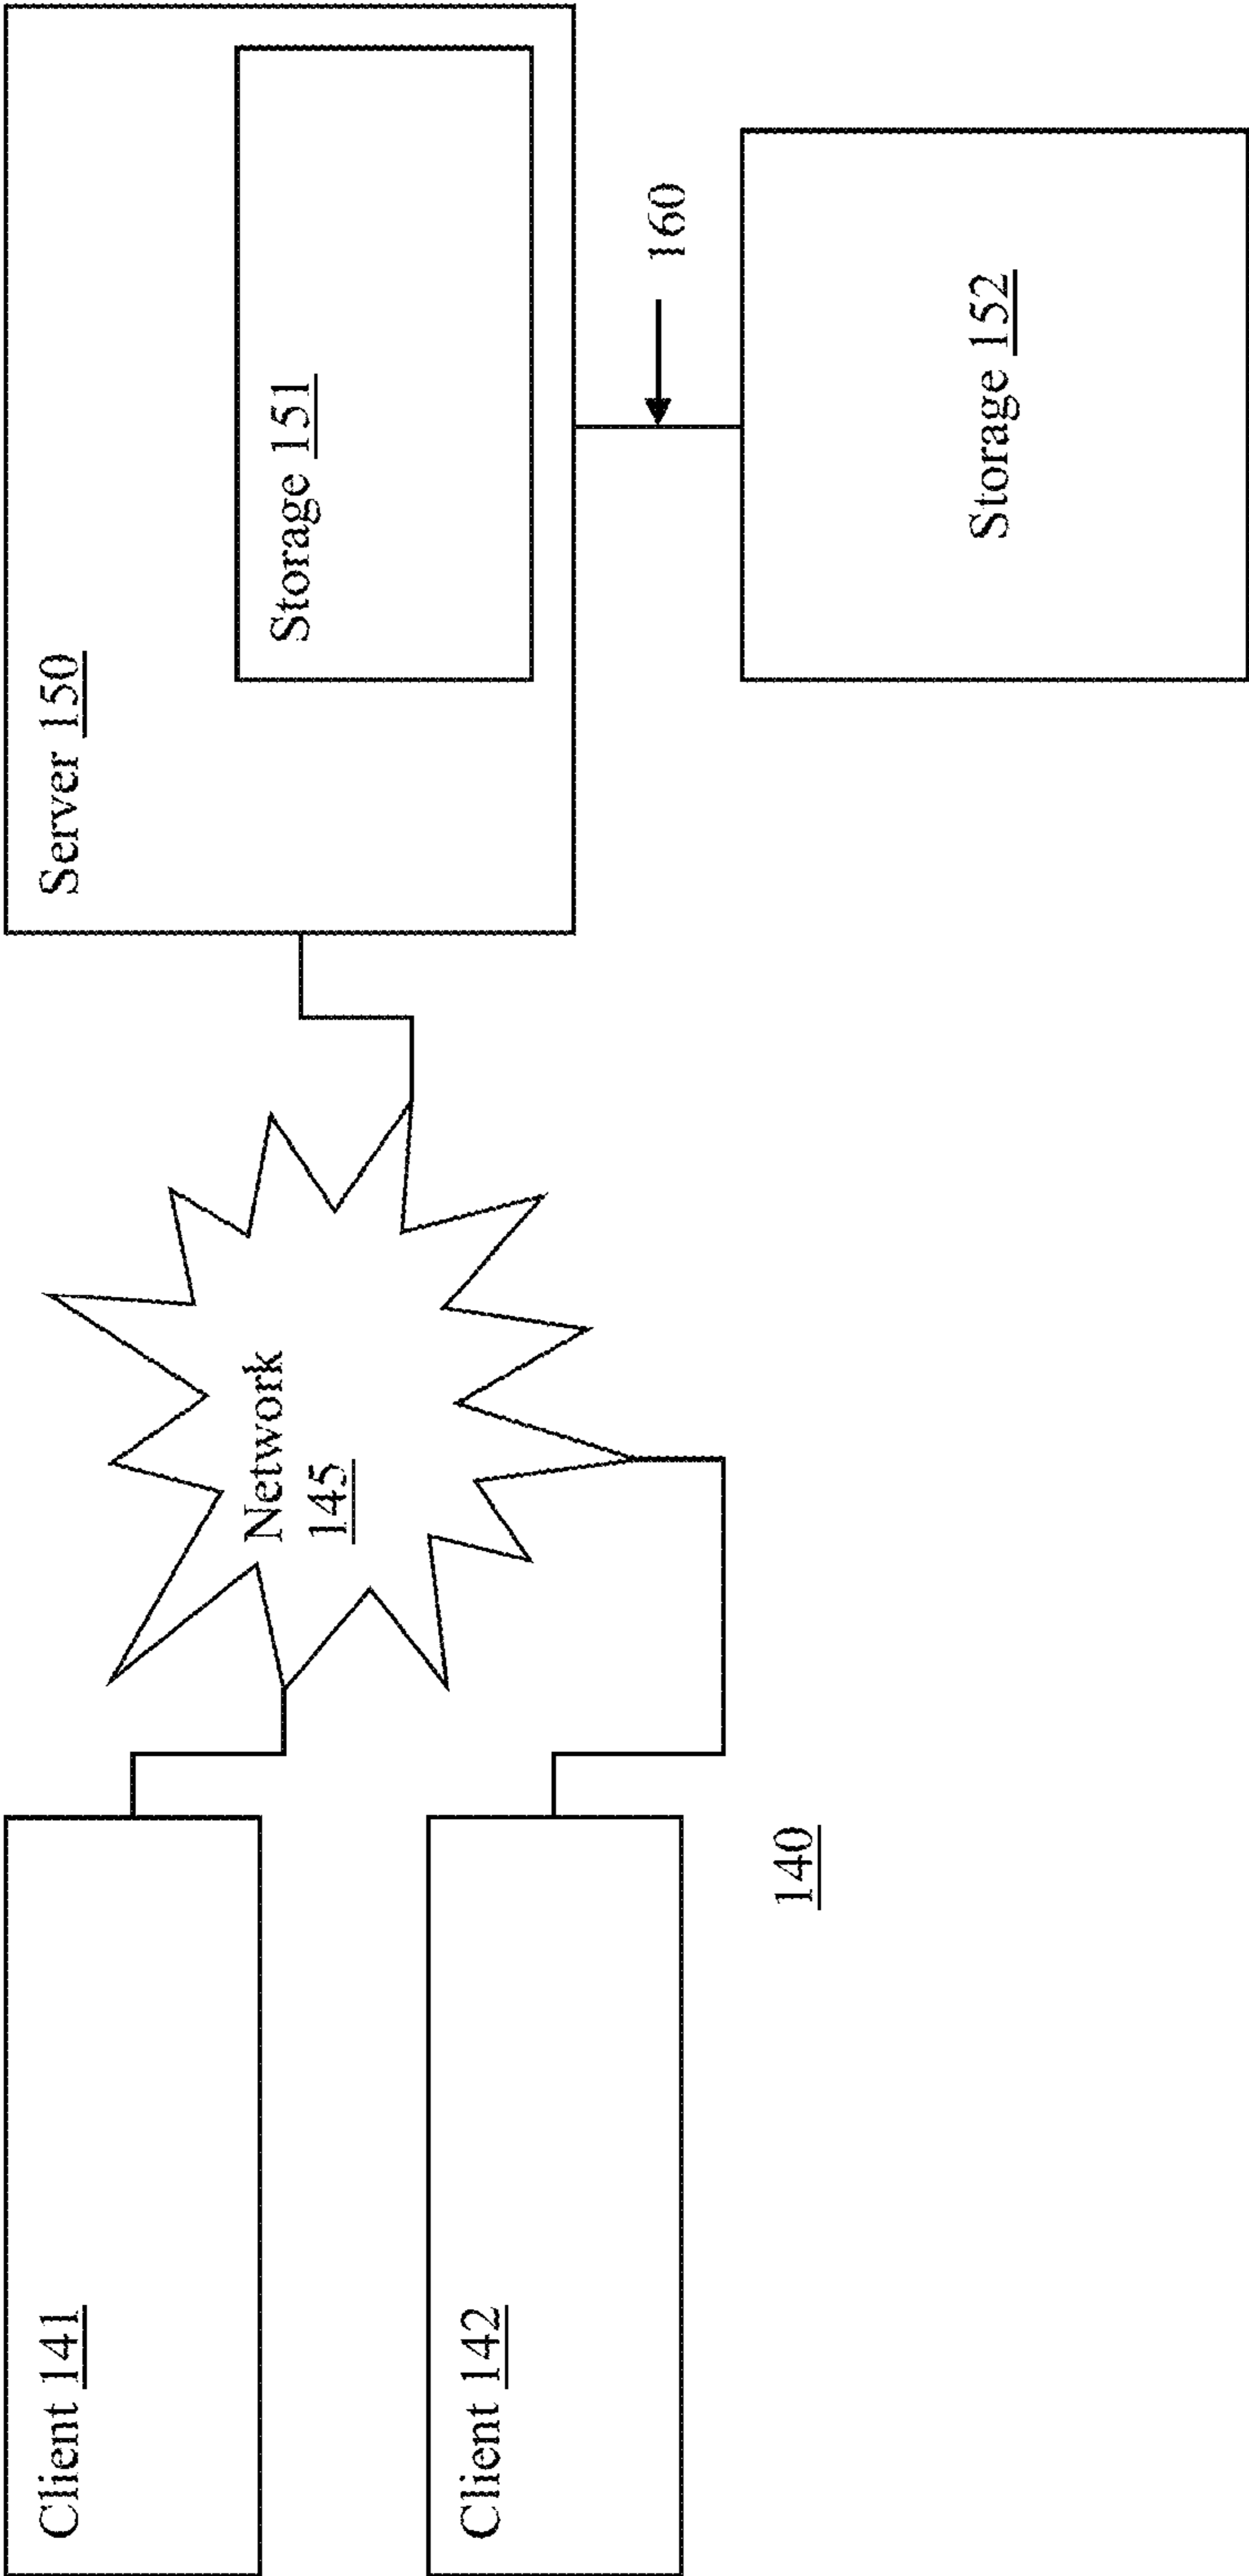 Client 141
Client 142
140
Network
145
Server 150
Storage 151
160
Storage 152